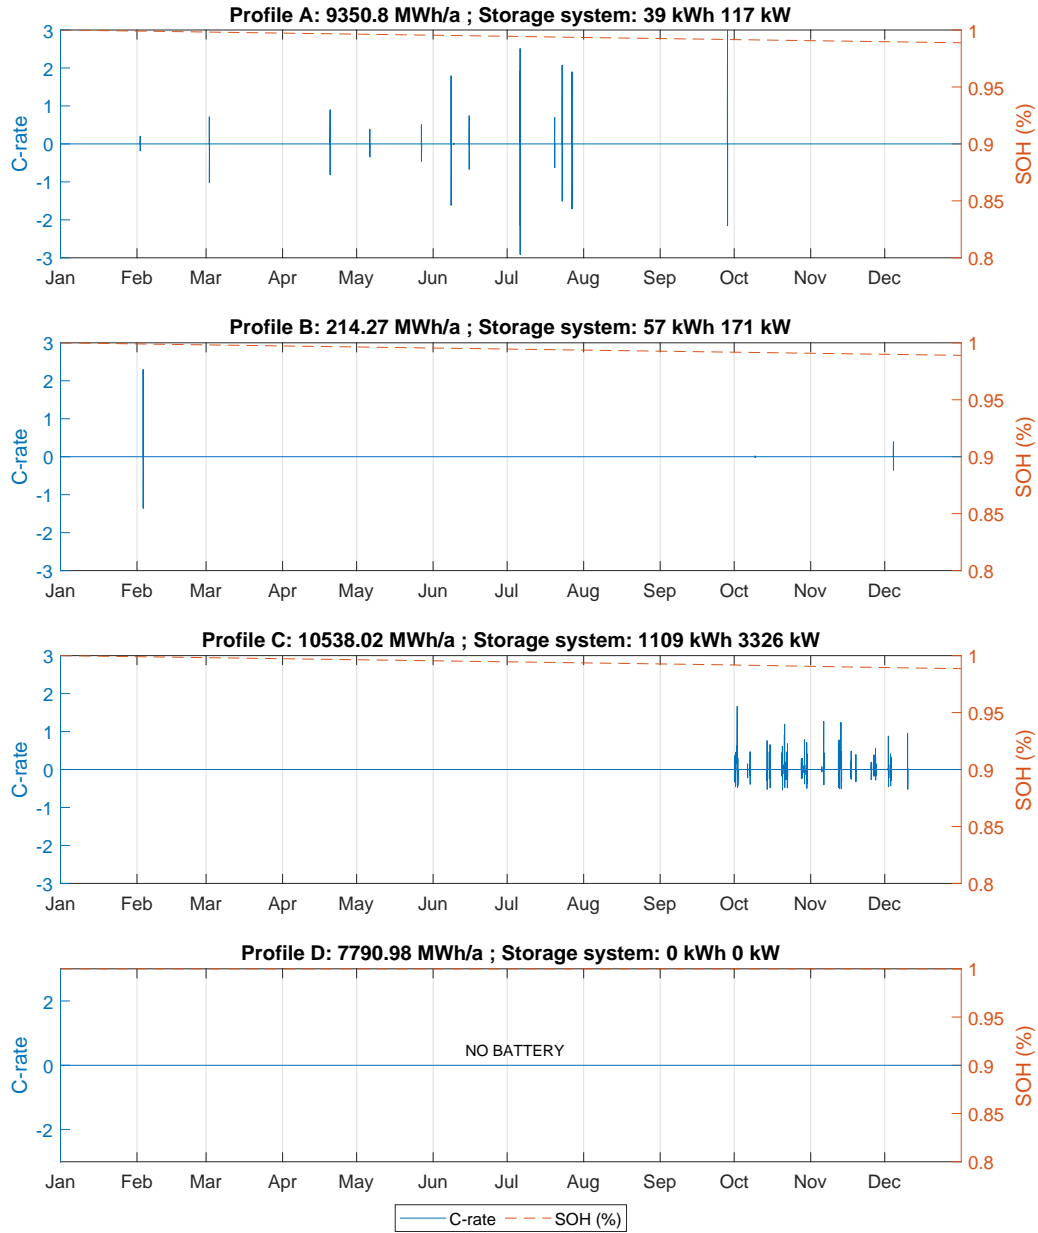 Profile A: 9350.8 MWh/a ; Storage system: 39 kWh 117 kW
3 1
2 0.95
1
0 0.9
-1
-2 0.85
-3 0.8
C-rate
SOH (%)
Jan Feb Mar Apr May Jun Jul Aug Sep Oct Nov Dec
Profile B: 214.27 MWh/a ; Storage system: 57 kWh 171 kW
3 1
2 0.95
1
0 0.9
-1
-2 0.85
-3 0.8
C-rate
SOH (%)
Jan Feb Mar Apr May Jun Jul Aug Sep Oct Nov Dec
Profile C: 10538.02 MWh/a ; Storage system: 1109 kWh 3326 kW
3 1
2 0.95
1
0 0.9
-1
-2 0.85
-3 0.8
C-rate
SOH (%)
Jan Feb Mar Apr May Jun Jul Aug Sep Oct Nov Dec
Profile D: 7790.98 MWh/a ; Storage system: 0 kWh 0 kW
1
2 0.95
NO BATTERY
0 0.9
-2 0.85
0.8
C-rate
SOH (%)
Jan Feb Mar Apr May Jun Jul Aug Sep Oct Nov Dec
C-rate SOH (%)